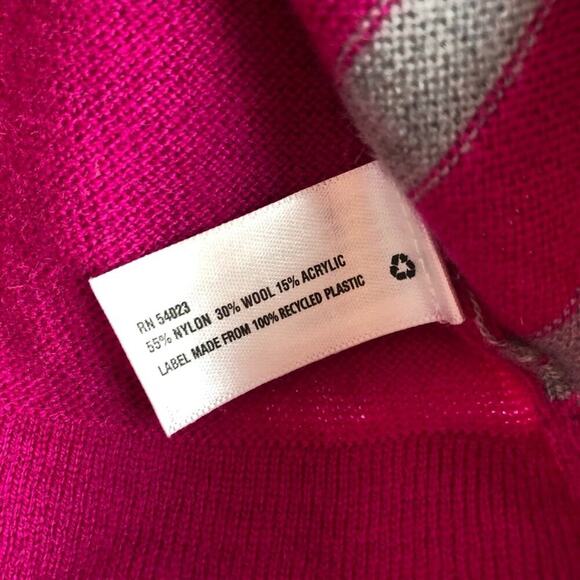 RN 54023
55% NYLON 30% WOOL 15% ACRYLIC
LABEL MADE FROM 100% RECYCLED PLASTIC